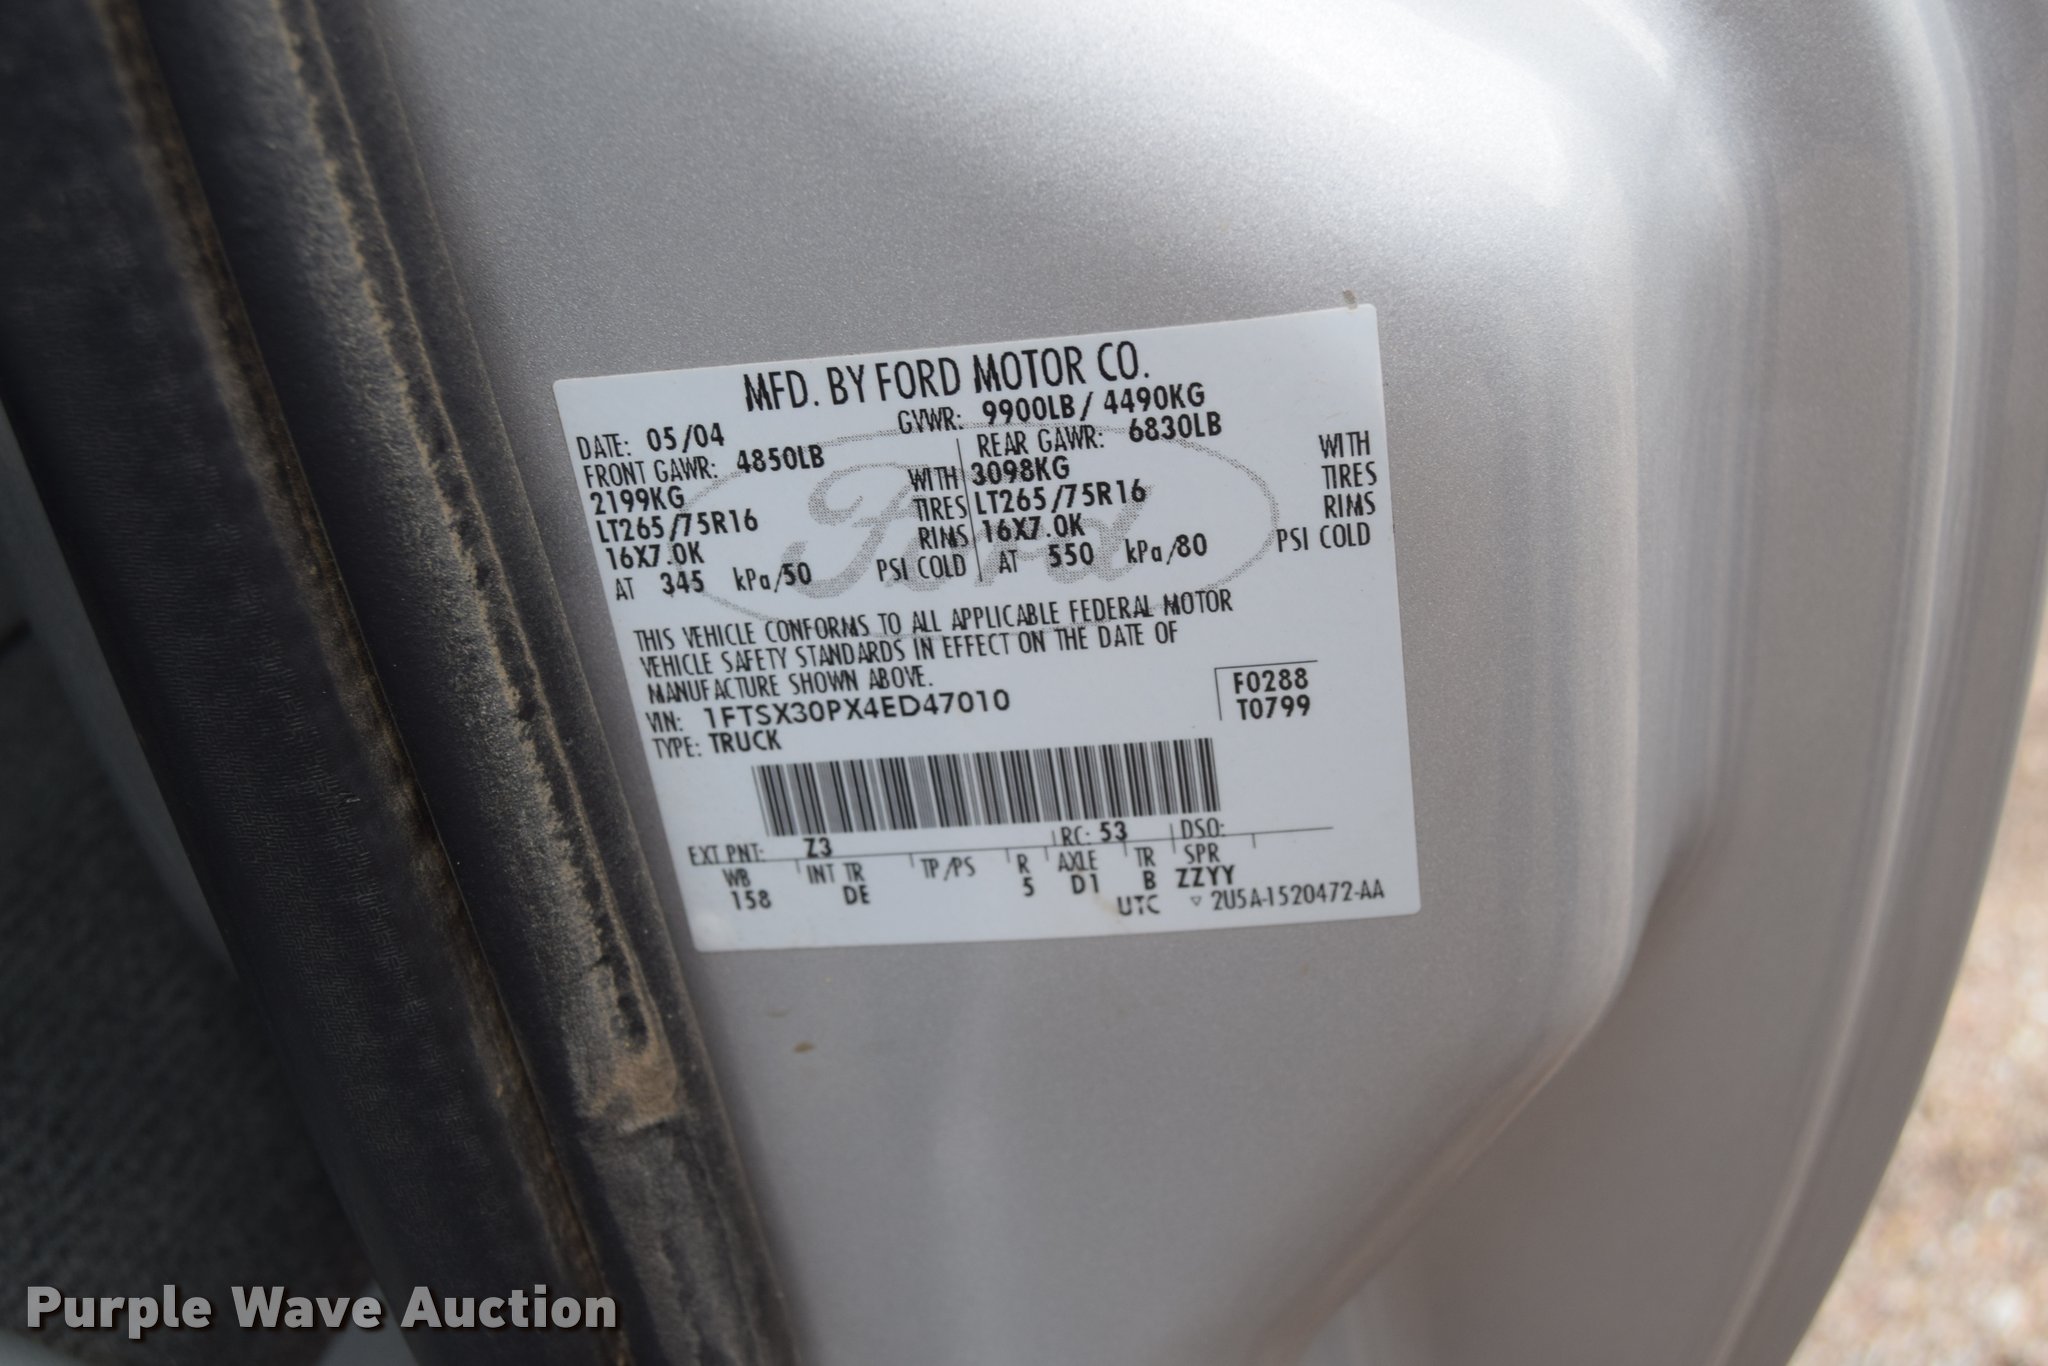 MFD. BY FORD MOTOR CO.
DATE: 05/04 GVWR: 9900LB/ 4490KG
FRONT GAWR: 4850LB REAR GAWR: 6830LB
2199KG WITH 3098KG WITH
LT265/75R16 TIRES LT265/75R16 TIRES
16X7.0K RIMS 16X7.0K RIMS
AT 345 kPa/50 PSI COLD AT 550 kPa/80 PSI COLD
Ford
THIS VEHICLE CONFORMS TO ALL APPLICABLE FEDERAL MOTOR
VEHICLE SAFETY STANDARDS IN EFFECT ON THE DATE OF
MANUFACTURE SHOWN ABOVE.
VIN: 1FTSX30PX4ED47010 F0288
TYPE: TRUCK T0799
EXT PNT: Z3 RC: 53 DSO:
WB INT TR TP/PS R AXLE TR SPR
158 DE 5 D1 B ZZYY
UTC ▽ 2U5A-1520472-AA
Purple Wave Auction